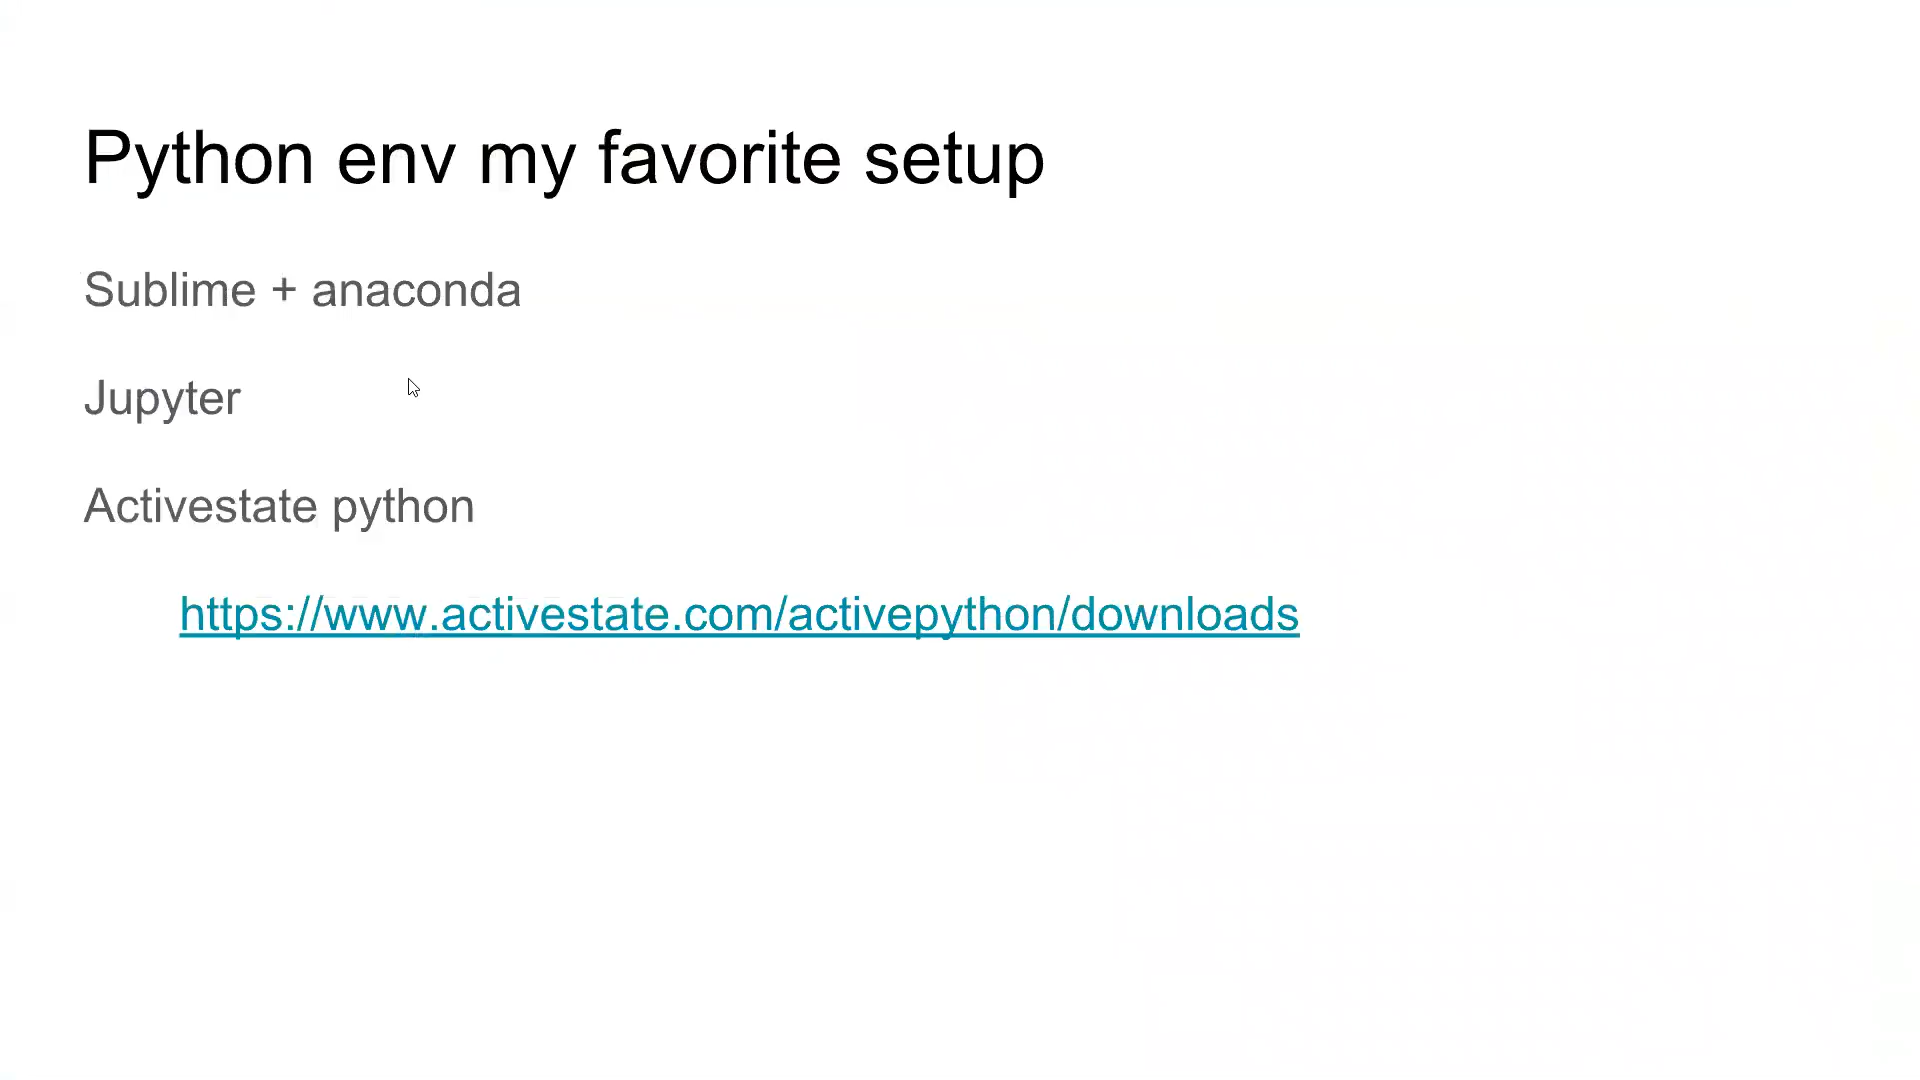 Python env my favorite setup
Sublime + anaconda
Jupyter
Activestate python
https://www.activestate.com/activepython/downloads